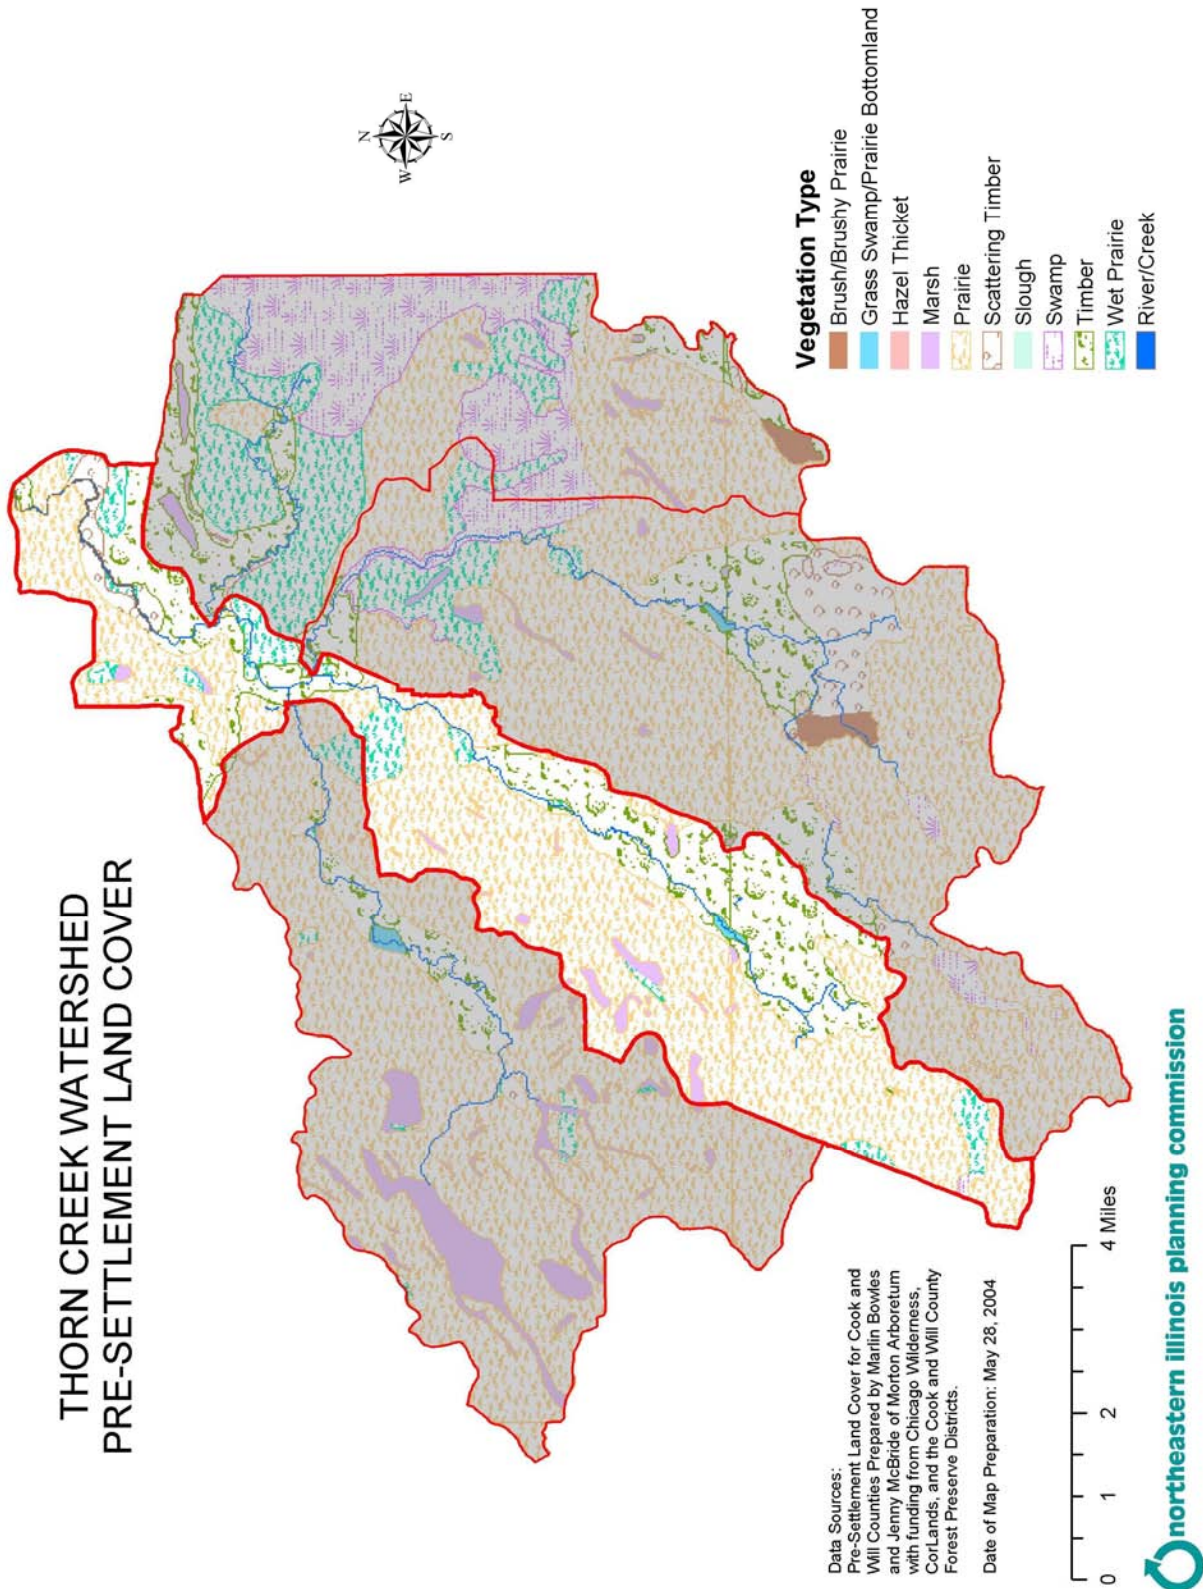 THORN CREEK WATERSHED
PRE-SETTLEMENT LAND COVER
N
W
E
S
Vegetation Type
Brush/Brushy Prairie
Grass Swamp/Prairie Bottomland
Hazel Thicket
Marsh
Prairie
Scattering Timber
Slough
Swamp
Timber
Wet Prairie
River/Creek
Data Sources:
Pre-Settlement Land Cover for Cook and
Will Counties Prepared by Marlin Bowles
and Jenny McBride of Morton Arboretum
with funding from Chicago Wilderness,
CorLands, and the Cook and Will County
Forest Preserve Districts.
Date of Map Preparation: May 28, 2004
0 1 2 4 Miles
northeastern illinois planning commission